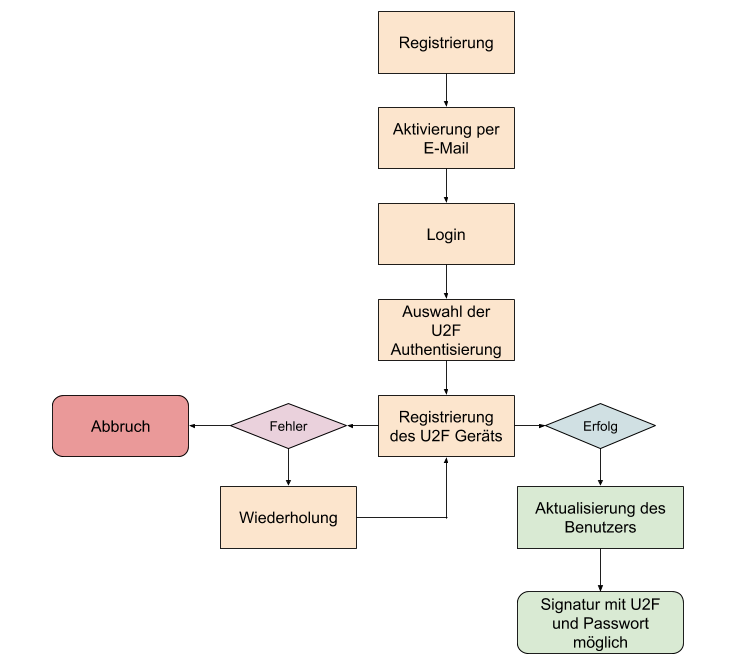 Registrierung
Aktivierung per
E-Mail
Login
Auswahl der
U2F
Authentisierung
Abbruch
Fehler
Registrierung
des U2F Geräts
Erfolg
Wiederholung
Aktualisierung des
Benutzers
Signatur mit U2F
und Passwort
möglich